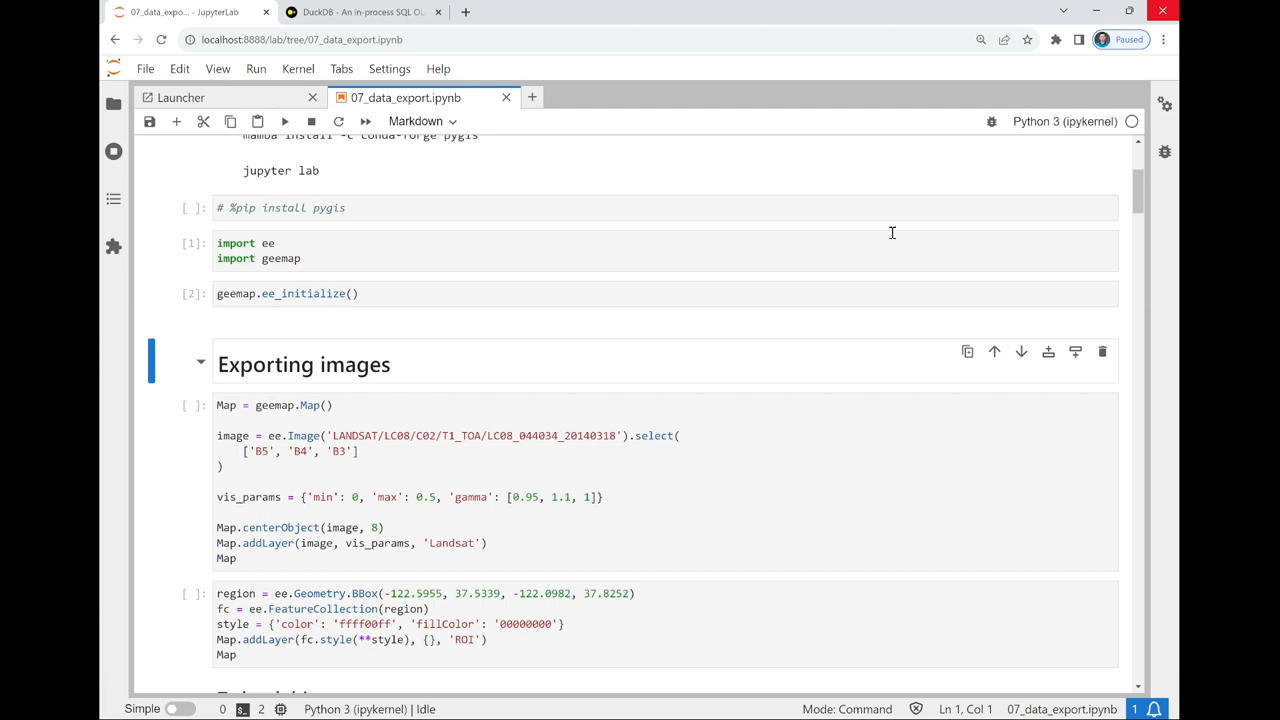 07_data_expo... - JupyterLab
DuckDB - An in-process SQL OL
localhost:8888/lab/tree/07_data_export.ipynb
Paused
File Edit View Run Kernel Tabs Settings Help
Launcher
07_data_export.ipynb
Markdown
Python 3 (ipykernel)
mamba install -c conda-forge pygis
jupyter lab
[ ]: # %pip install pygis
[1]: import ee
import geemap
[2]: geemap.ee_initialize()
Exporting images
[ ]: Map = geemap.Map()
image = ee.Image('LANDSAT/LC08/C02/T1_TOA/LC08_044034_20140318').select(
['B5', 'B4', 'B3']
)
vis_params = {'min': 0, 'max': 0.5, 'gamma': [0.95, 1.1, 1]}
Map.centerObject(image, 8)
Map.addLayer(image, vis_params, 'Landsat')
Map
[ ]: region = ee.Geometry.BBox(-122.5955, 37.5339, -122.0982, 37.8252)
fc = ee.FeatureCollection(region)
style = {'color': 'ffff00ff', 'fillColor': '00000000'}
Map.addLayer(fc.style(**style), {}, 'ROI')
Map
Simple 0 2 Python 3 (ipykernel) | Idle Mode: Command Ln 1, Col 1 07_data_export.ipynb 1